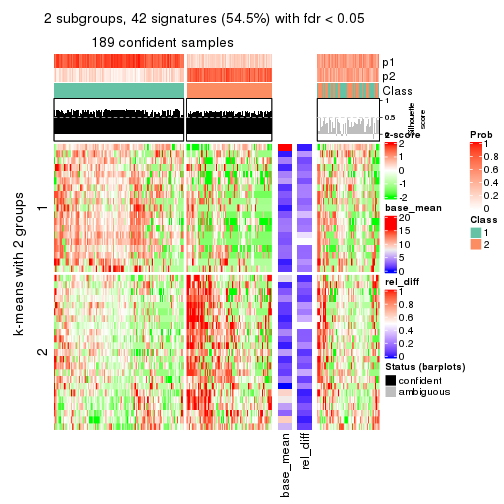 2 subgroups, 42 signatures (54.5%) with fdr < 0.05
189 confident samples
p1
p2
Class
1
0.5
0
Silhouette
score
z-score
2
1
0
-1
-2
base_mean
20
15
10
5
0
rel_diff
1
0.8
0.6
0.4
0.2
0
Status (barplots)
confident
ambiguous
Prob
1
0.8
0.6
0.4
0.2
0
Class
1
2
k-means with 2 groups
1
2
base_mean
rel_diff